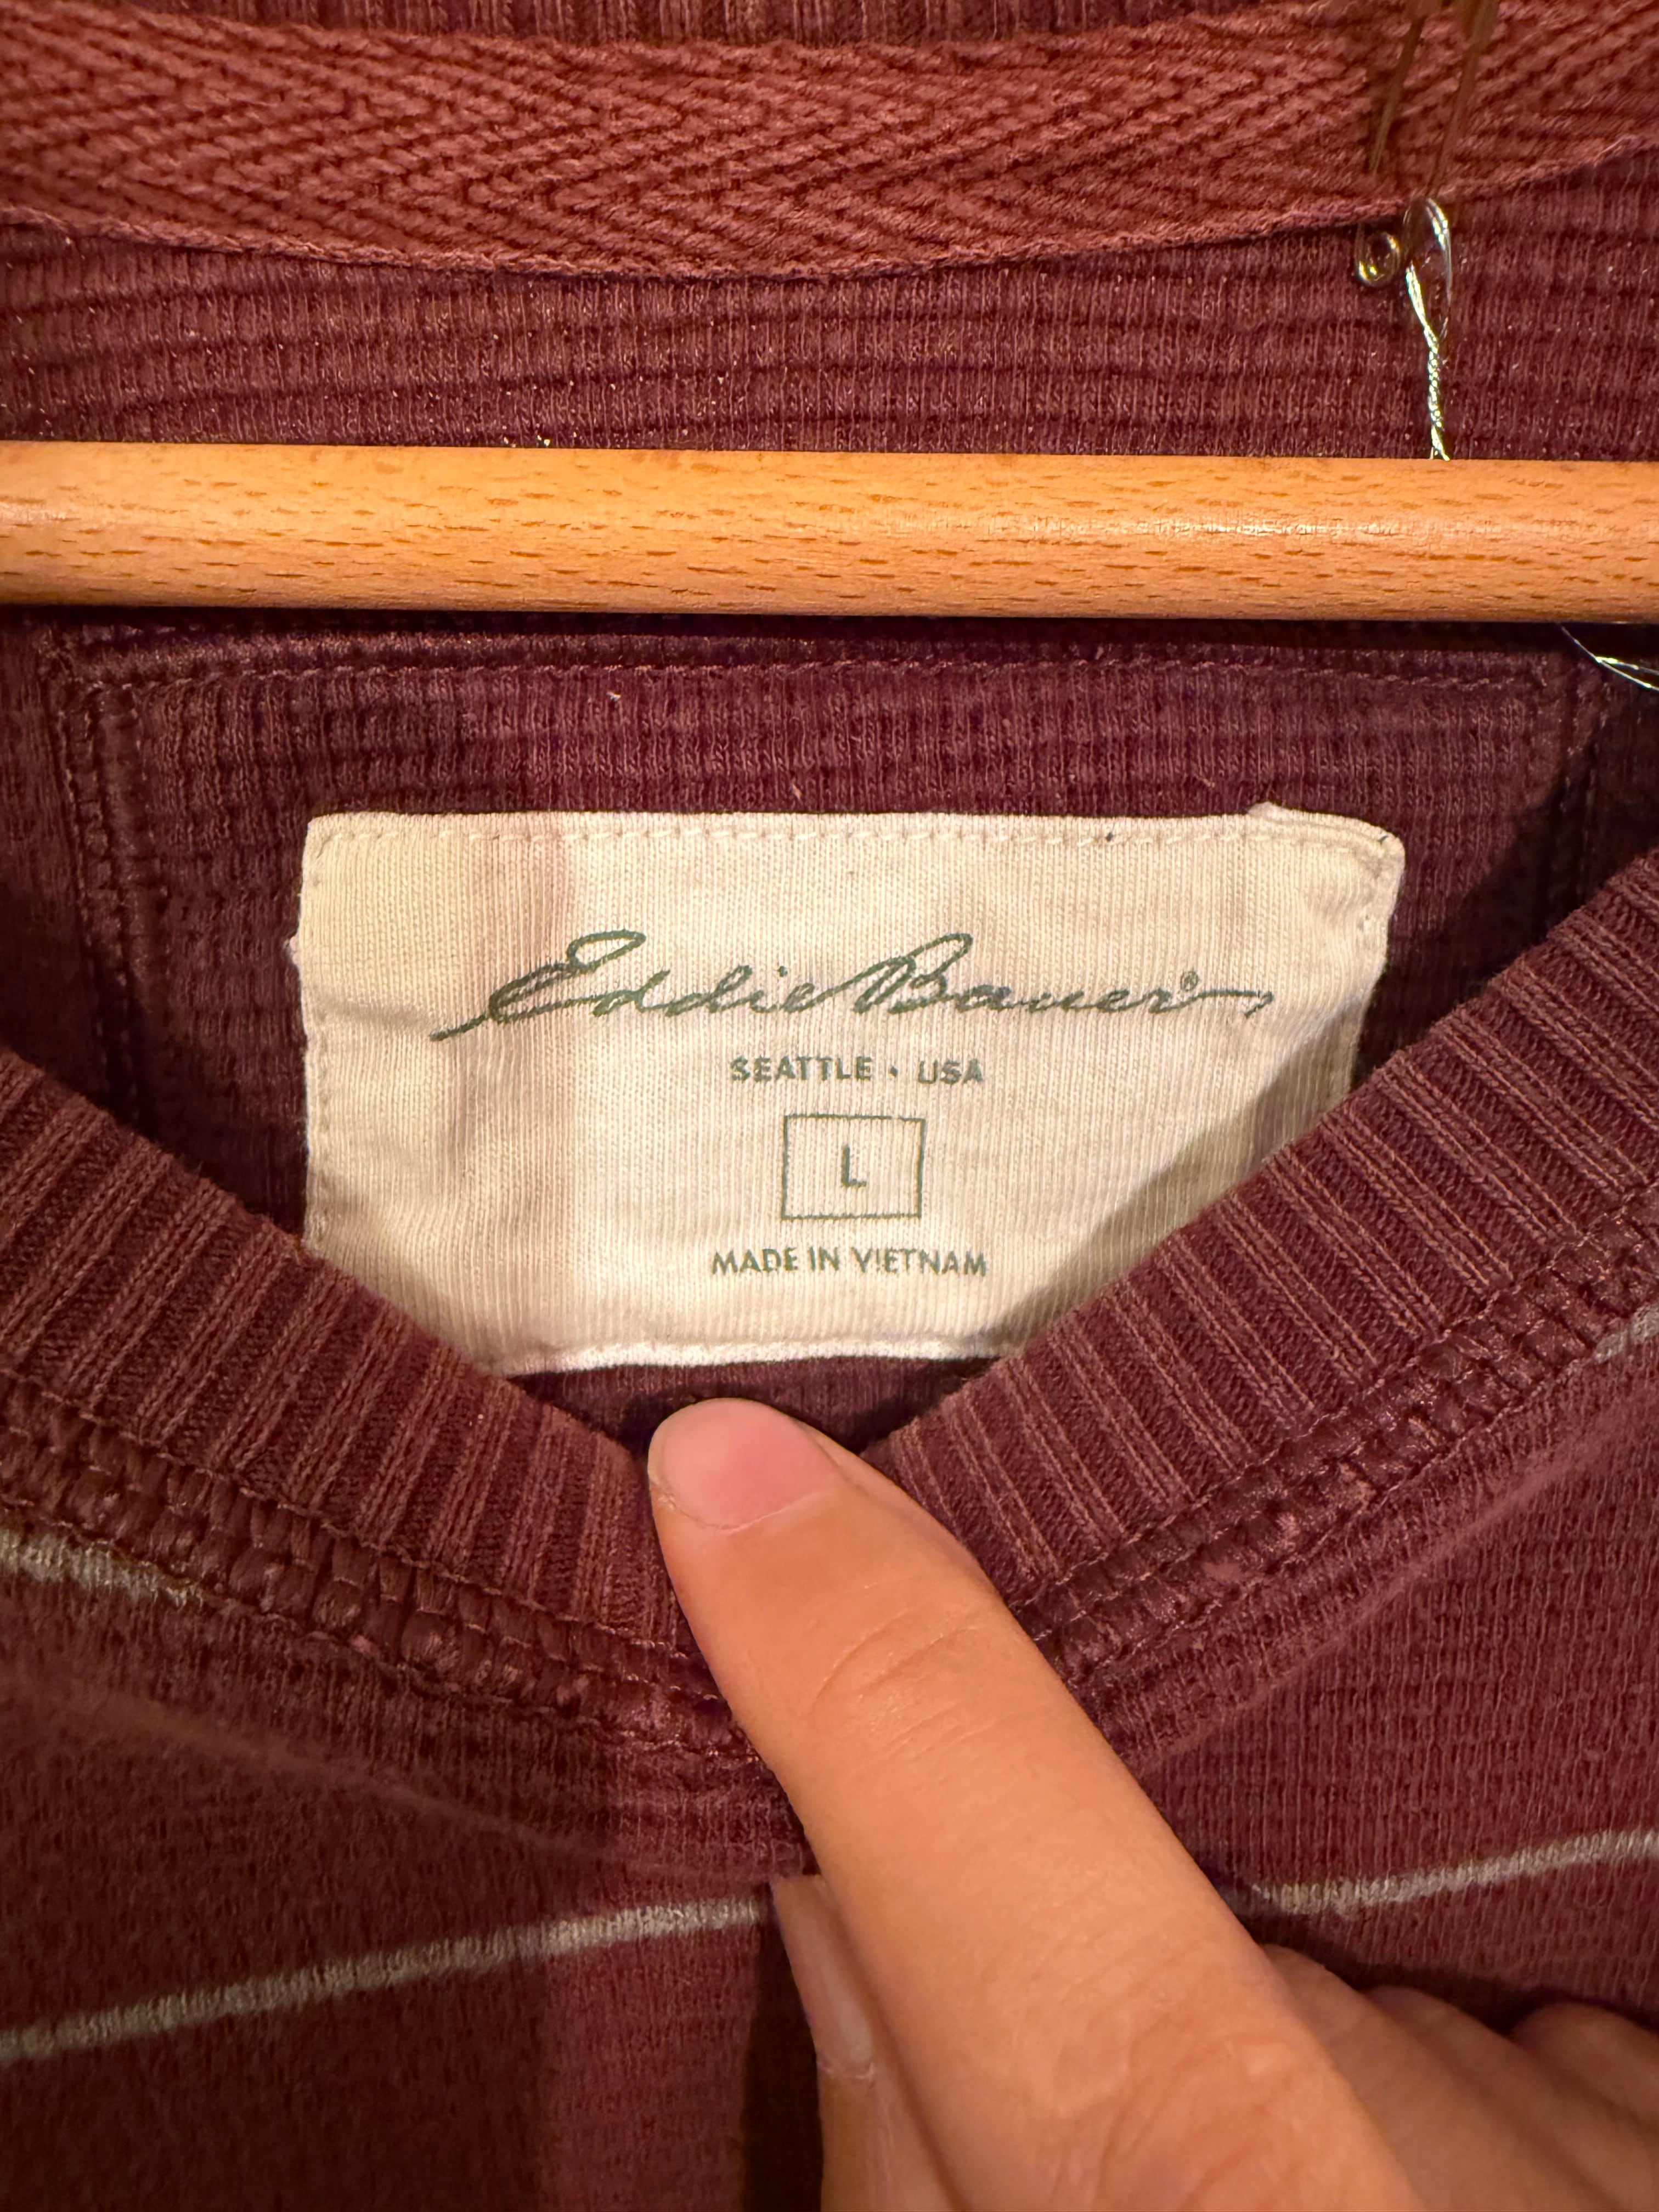 Eddie Bauer®
SEATTLE · USA
L
MADE IN VIETNAM